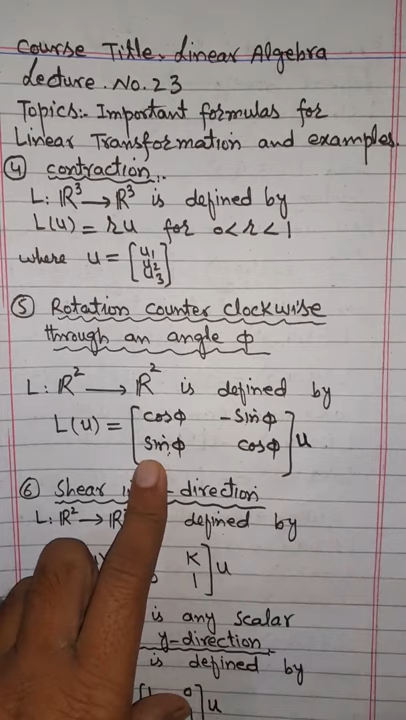 Course Title. Linear Algebra
Lecture. No. 23
Topics:- Important formulas for
Linear Transformation and examples.
④ contraction..
L: ℝ³ → ℝ³ is defined by
L(u) = ru for 0<r<1
where u = [u₁ u₂ u₃]
⑤ Rotation counter clockwise
through an angle φ
L: ℝ² → ℝ² is defined by
L(u) = [cosφ -sinφ
sinφ cosφ] u
⑥ Shear direction
L: ℝ² → defined by
K
1] u
is any scalar
y-direction
is defined by
[1 0] u